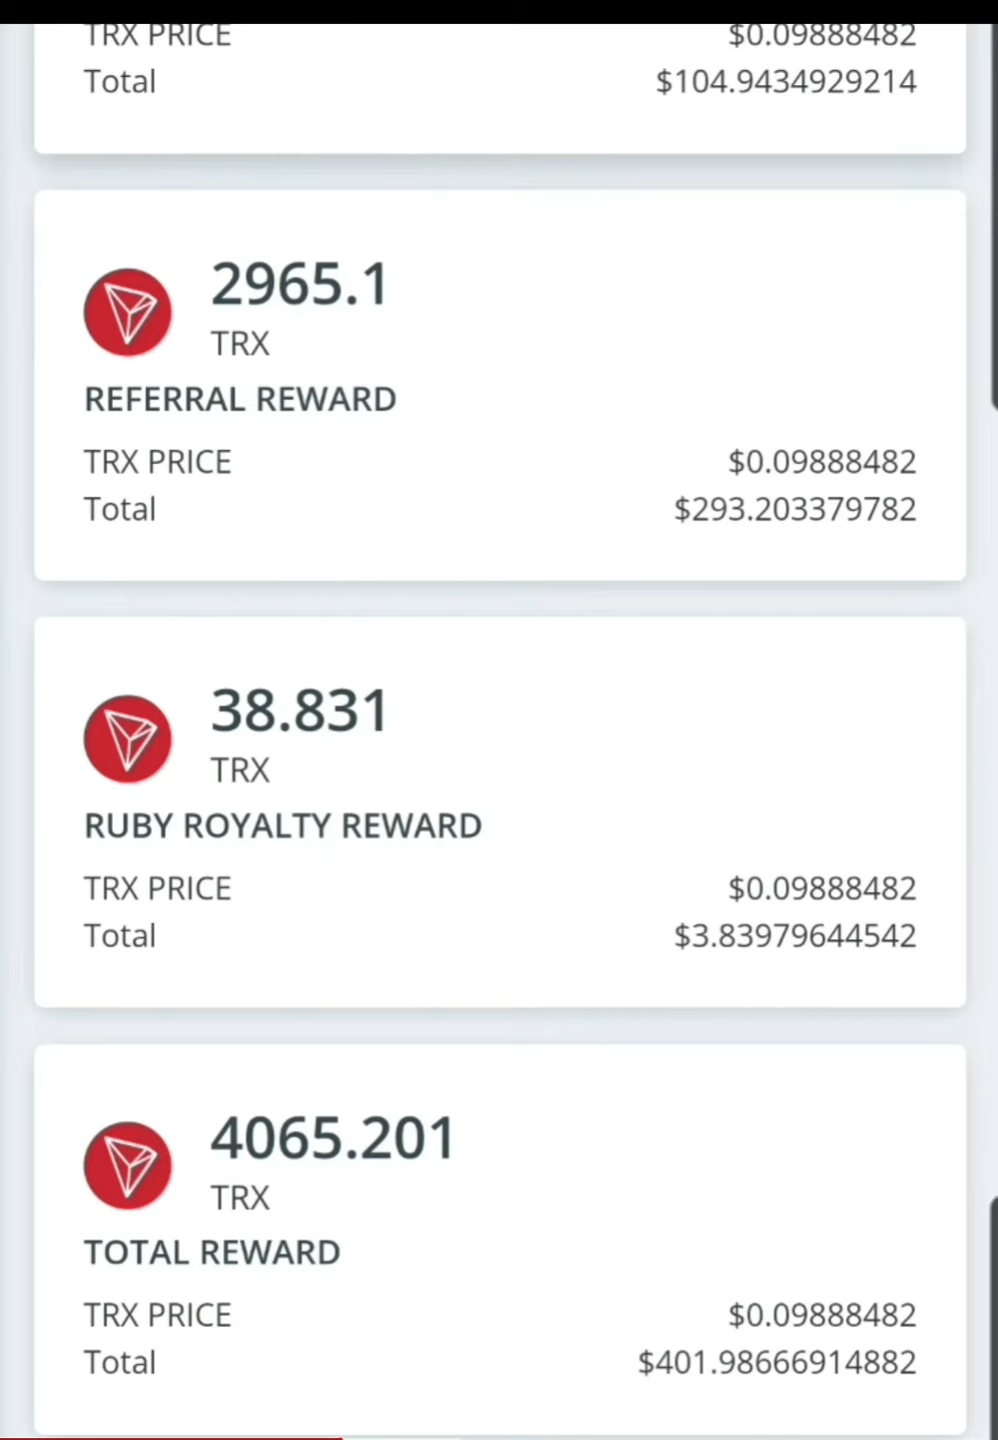 TRX PRICE $0.09888482
Total $104.9434929214
2965.1
TRX
REFERRAL REWARD
TRX PRICE $0.09888482
Total $293.203379782
38.831
TRX
RUBY ROYALTY REWARD
TRX PRICE $0.09888482
Total $3.83979644542
4065.201
TRX
TOTAL REWARD
TRX PRICE $0.09888482
Total $401.98666914882